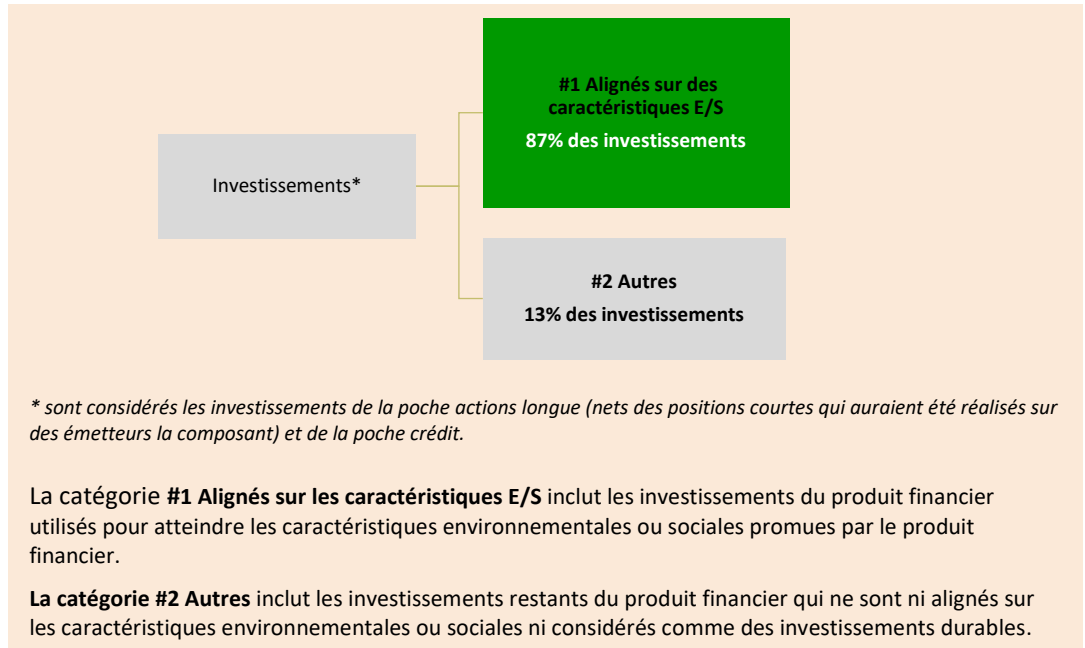 #1 Alignés sur des
caractéristiques E/S
87% des investissements
Investissements*
#2 Autres
13% des investissements
* sont considérés les investissements de la poche actions longue (nets des positions courtes qui auraient été réalisés sur
des émetteurs la composant) et de la poche crédit.
La catégorie #1 Alignés sur les caractéristiques E/S inclut les investissements du produit financier
utilisés pour atteindre les caractéristiques environnementales ou sociales promues par le produit
financier.
La catégorie #2 Autres inclut les investissements restants du produit financier qui ne sont ni alignés sur
les caractéristiques environnementales ou sociales ni considérés comme des investissements durables.